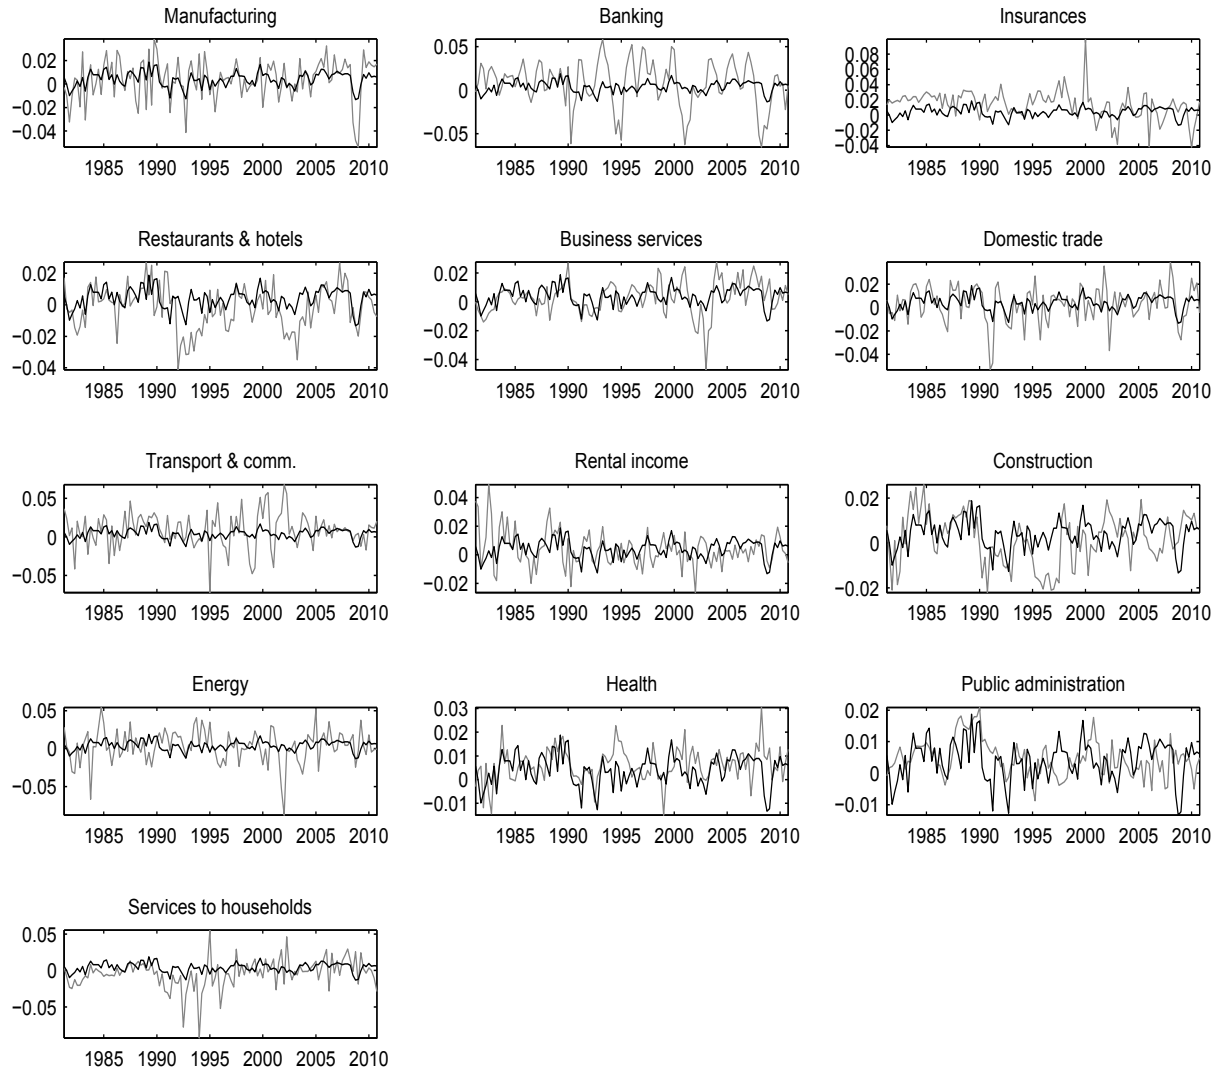 Manufacturing
0.02
0
−0.02
−0.04
1985 1990 1995 2000 2005 2010
Banking
0.05
0
−0.05
1985 1990 1995 2000 2005 2010
Insurances
0.08
0.06
0.04
0.02
0
−0.02
−0.04
1985 1990 1995 2000 2005 2010
Restaurants & hotels
0.02
0
−0.02
−0.04
1985 1990 1995 2000 2005 2010
Business services
0.02
0
−0.02
−0.04
1985 1990 1995 2000 2005 2010
Domestic trade
0.02
0
−0.02
−0.04
1985 1990 1995 2000 2005 2010
Transport & comm.
0.05
0
−0.05
1985 1990 1995 2000 2005 2010
Rental income
0.04
0.02
0
−0.02
1985 1990 1995 2000 2005 2010
Construction
0.02
0
−0.02
1985 1990 1995 2000 2005 2010
Energy
0.05
0
−0.05
1985 1990 1995 2000 2005 2010
Health
0.03
0.02
0.01
0
−0.01
1985 1990 1995 2000 2005 2010
Public administration
0.02
0.01
0
−0.01
1985 1990 1995 2000 2005 2010
Services to households
0.05
0
−0.05
1985 1990 1995 2000 2005 2010